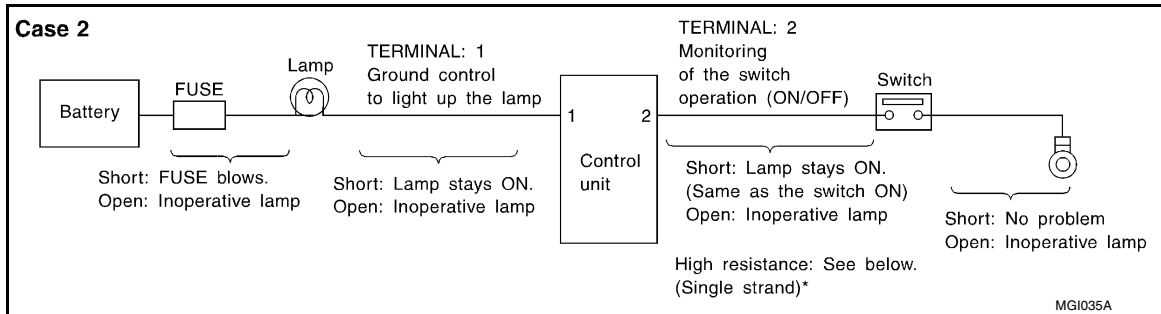 Case 2
Battery
FUSE
Lamp
TERMINAL: 1
Ground control
to light up the lamp
TERMINAL: 2
Monitoring
of the switch
operation (ON/OFF)
Switch
1
2
Control
unit
Short: FUSE blows.
Open: Inoperative lamp
Short: Lamp stays ON.
Open: Inoperative lamp
Short: Lamp stays ON.
(Same as the switch ON)
Open: Inoperative lamp
High resistance: See below.
(Single strand)*
Short: No problem
Open: Inoperative lamp
MGI035A